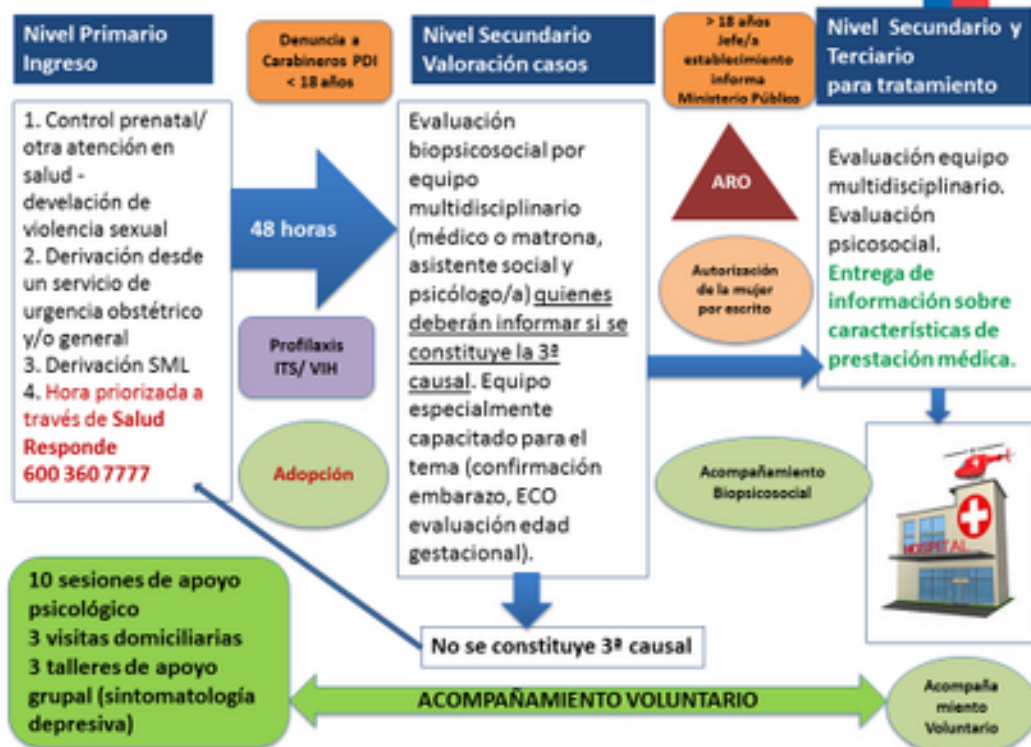 Nivel Primario
Ingreso
1. Control prenatal/
otra atención en
salud -
develación de
violencia sexual
2. Derivación desde
un servicio de
urgencia obstétrico
y/o general
3. Derivación SML
4. Hora priorizada a
través de Salud
Responde
600 360 7777
Denuncia a
Carabineros PDI
< 18 años
48 horas
Profilaxis
ITS/ VIH
Adopción
Nivel Secundario
Valoración casos
Evaluación
biopsicosocial por
equipo
multidisciplinario
(médico o matrona,
asistente social y
psicólogo/a) quienes
deberán informar si se
constituye la 3ª
causal. Equipo
especialmente
capacitado para el
tema (confirmación
embarazo, ECO
evaluación edad
gestacional).
> 18 años
Jefe/a
establecimiento
informa
Ministerio Público
ARO
Autorización
de la mujer
por escrito
Acompañamiento
Biopsicosocial
Nivel Secundario y
Terciario
para tratamiento
Evaluación equipo
multidisciplinario.
Evaluación
psicosocial.
Entrega de
información sobre
características de
prestación médica.
HOSPITAL
No se constituye 3ª causal
10 sesiones de apoyo
psicológico
3 visitas domiciliarias
3 talleres de apoyo
grupal (sintomatología
depresiva)
ACOMPAÑAMIENTO VOLUNTARIO
Acompaña
miento
Voluntario